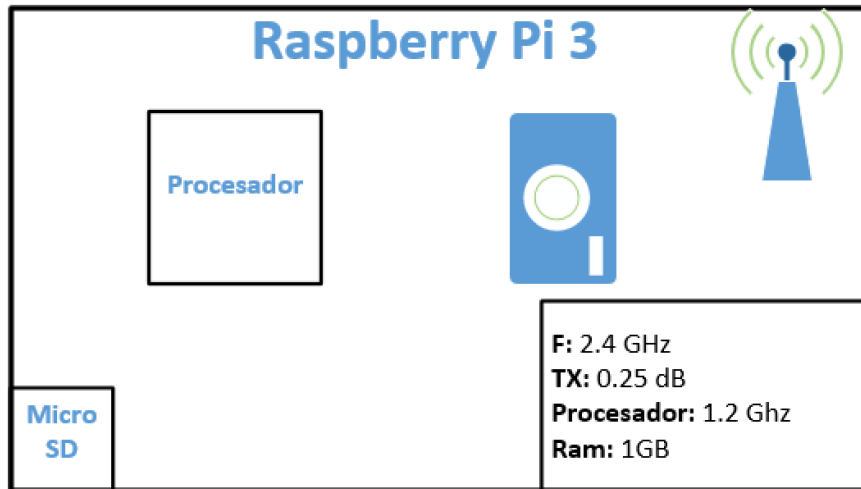 Raspberry Pi 3
Procesador
F: 2.4 GHz
TX: 0.25 dB
Procesador: 1.2 Ghz
Ram: 1GB
Micro
SD